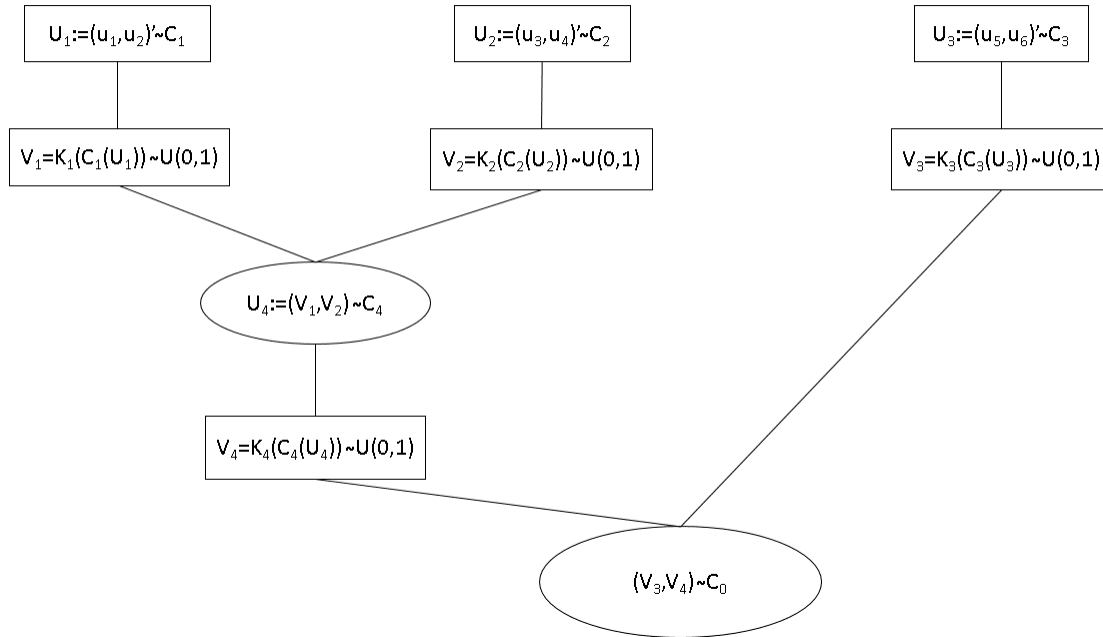 U₁:=(u₁,u₂)'~C₁
U₂:=(u₃,u₄)'~C₂
U₃:=(u₅,u₆)'~C₃
V₁=K₁(C₁(U₁))~U(0,1)
V₂=K₂(C₂(U₂))~U(0,1)
V₃=K₃(C₃(U₃))~U(0,1)
U₄:=(V₁,V₂)~C₄
V₄=K₄(C₄(U₄))~U(0,1)
(V₃,V₄)~C₀